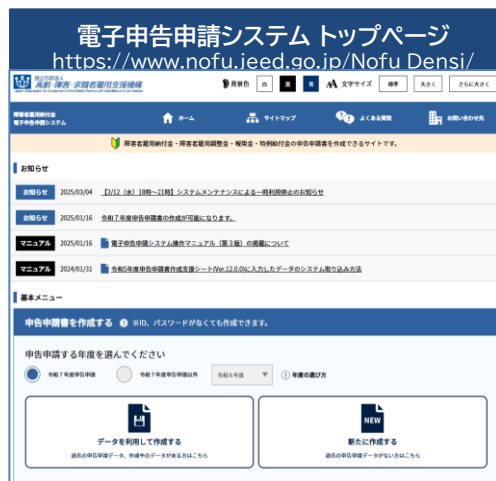 電子申告申請システム トップページ
https://www.nofu.jeed.go.jp/Nofu Densi/
独立行政法人
高齢・障害・求職者雇用支援機構
背景色 白 黒 青 文字サイズ 標準 大きく さらに大きく
障害者雇用納付金
電子申告申請システム
ホーム サイトマップ よくある質問 お問い合わせ先
障害者雇用納付金・障害者雇用調整金・報奨金・特例給付金の申告申請書を作成できるサイトです。
お知らせ
お知らせ 2025/03/04 【3/12（水）18時～21時】システムメンテナンスによる一時利用停止のお知らせ
お知らせ 2025/01/16 令和7年度申告申請書の作成が可能になります。
マニュアル 2025/01/16 電子申告申請システム操作マニュアル（第3版）の掲載について
マニュアル 2024/01/31 令和5年度申告申請書作成支援シート(Ver.12.0.0)に入力したデータのシステム取り込み方法
基本メニュー
申告申請書を作成する ※ID、パスワードがなくても作成できます。
申告申請する年度を選んでください
令和7年度申告申請 令和7年度申告申請以外 令和6年度 ▼ ? 年度の選び方
データを利用して作成する
過去の申告申請データ、作成中のデータがある方はこちら
NEW
新たに作成する
過去の申告申請データがない方はこちら